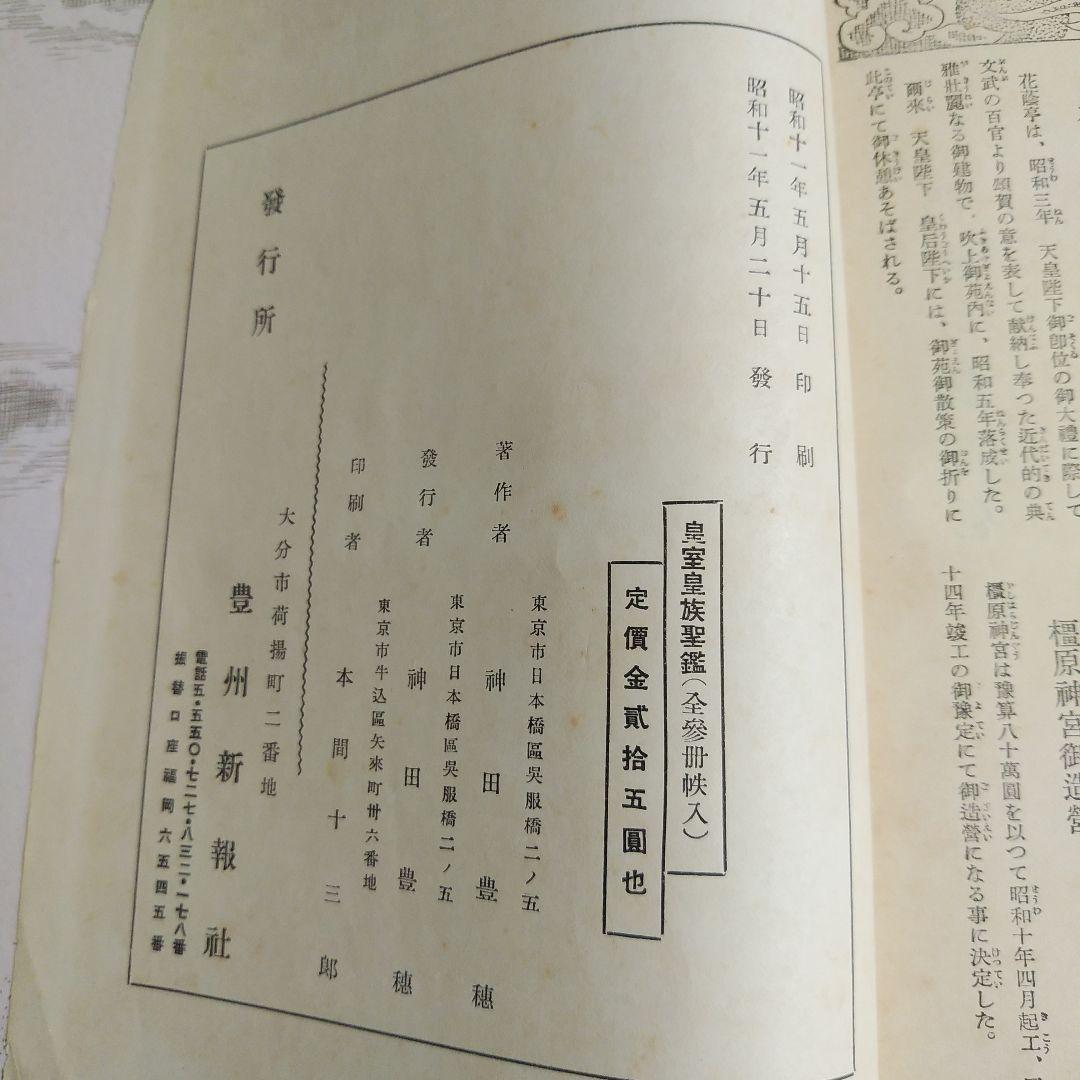 花蔭亭は、昭和三年 天皇陛下御卽位の御大禮に際して
文武の百官より頌賀の意を表して獻納し奉つた近代的の典
雅壯麗なる御建物で、吹上御苑內に、昭和五年落成した。
爾來 天皇陛下 皇后陛下には、御苑御散策の御折りに
此亭にて御休憩あそばされる。
橿原神宮御造營
橿原神宮は豫算八十萬圓を以つて昭和十年四月起工、
十四年竣工の御豫定にて御造營になる事に決定した。
昭和十一年五月十五日印刷
昭和十一年五月二十日發行
皇室皇族聖鑑(全參册帙入)
定價金貳拾五圓也
東京市日本橋區吳服橋二ノ五
著作者 神田豊穗
東京市日本橋區吳服橋二ノ五
發行者 神田豊穗
東京市牛込區矢來町卅六番地
印刷者 本間十三郞
大分市荷揚町二番地
發行所 豊州新報社
電話五・五五〇・七二七・八三二・一七八番
振替口座福岡六五四五番